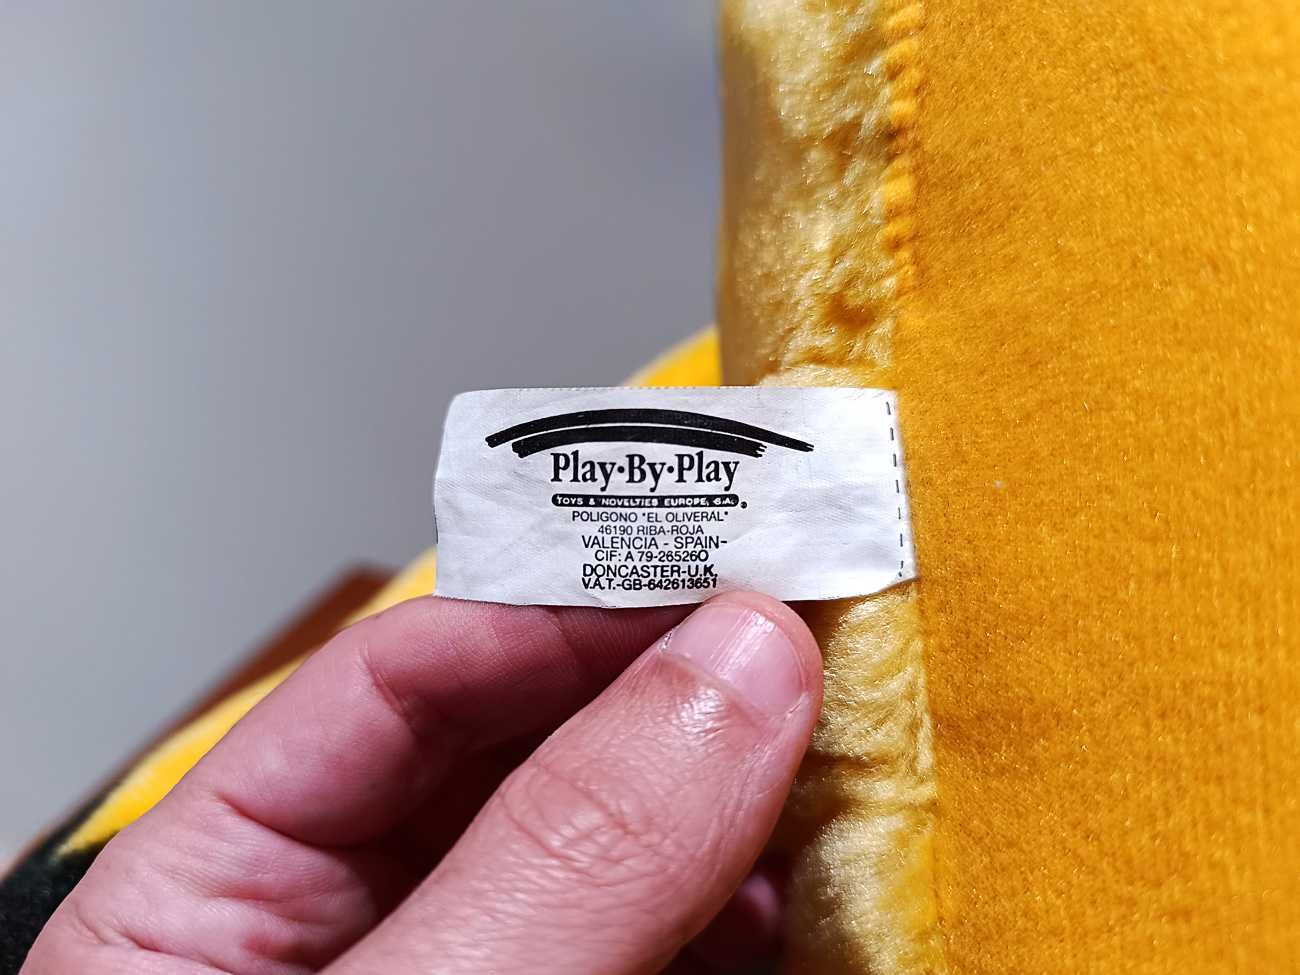 Play·By·Play
TOYS & NOVELTIES EUROPE, S.A. ®
POLIGONO "EL OLIVERAL"
46190 RIBA-ROJA
VALENCIA - SPAIN-
CIF: A 79-265260
DONCASTER-U.K.
V.A.T.-GB-642613651